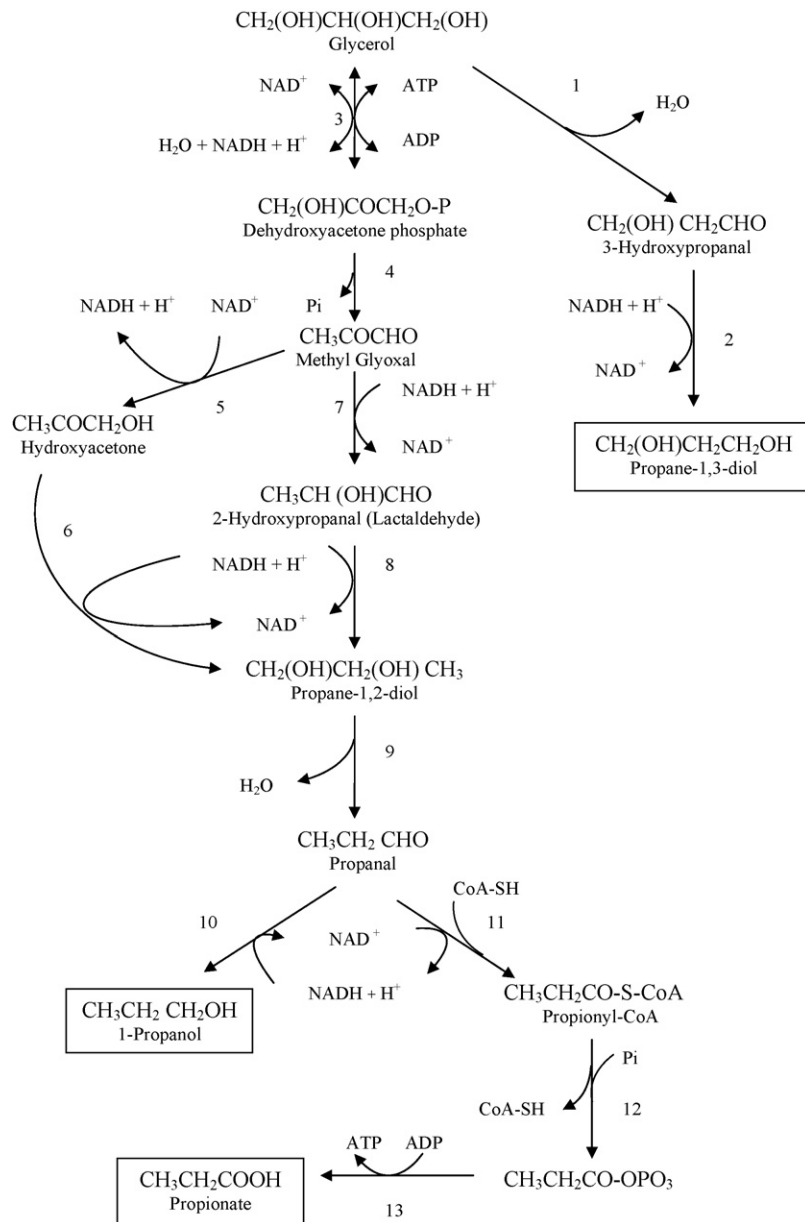 CH₂(OH)CH(OH)CH₂(OH)
Glycerol
NAD⁺
ATP
1
H₂O
3
H₂O + NADH + H⁺
ADP
CH₂(OH)COCH₂O-P
Dehydroxyacetone phosphate
CH₂(OH) CH₂CHO
3-Hydroxypropanal
4
NADH + H⁺
NAD⁺
Pi
NADH + H⁺
2
NAD⁺
CH₃COCHO
Methyl Glyoxal
5
7
NADH + H⁺
NAD⁺
CH₃COCH₂OH
Hydroxyacetone
CH₂(OH)CH₂CH₂OH
Propane-1,3-diol
CH₃CH (OH)CHO
2-Hydroxypropanal (Lactaldehyde)
6
NADH + H⁺
8
NAD⁺
CH₂(OH)CH₂(OH) CH₃
Propane-1,2-diol
9
H₂O
CH₃CH₂ CHO
Propanal
CoA-SH
10
NAD⁺
11
NADH + H⁺
CH₃CH₂ CH₂OH
1-Propanol
CH₃CH₂CO-S-CoA
Propionyl-CoA
Pi
CoA-SH
12
ATP
ADP
CH₃CH₂COOH
Propionate
13
CH₃CH₂CO-OPO₃